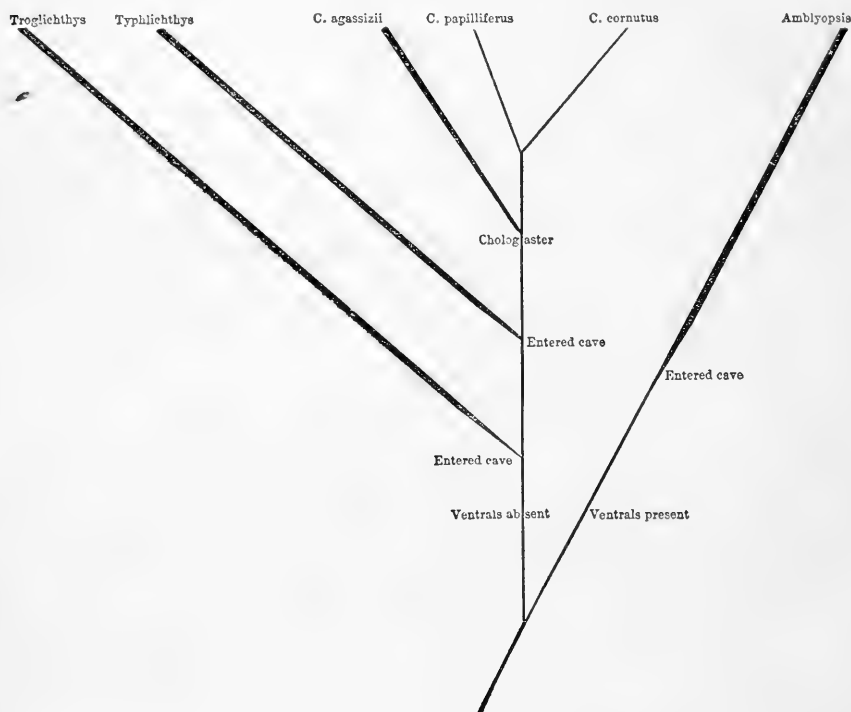 Troglichthys Typhlichthys C. agassizii C. papilliferus C. cornutus Amblyopsis
Chologaster
Entered cave
Entered cave
Entered cave
Ventrals absent Ventrals present